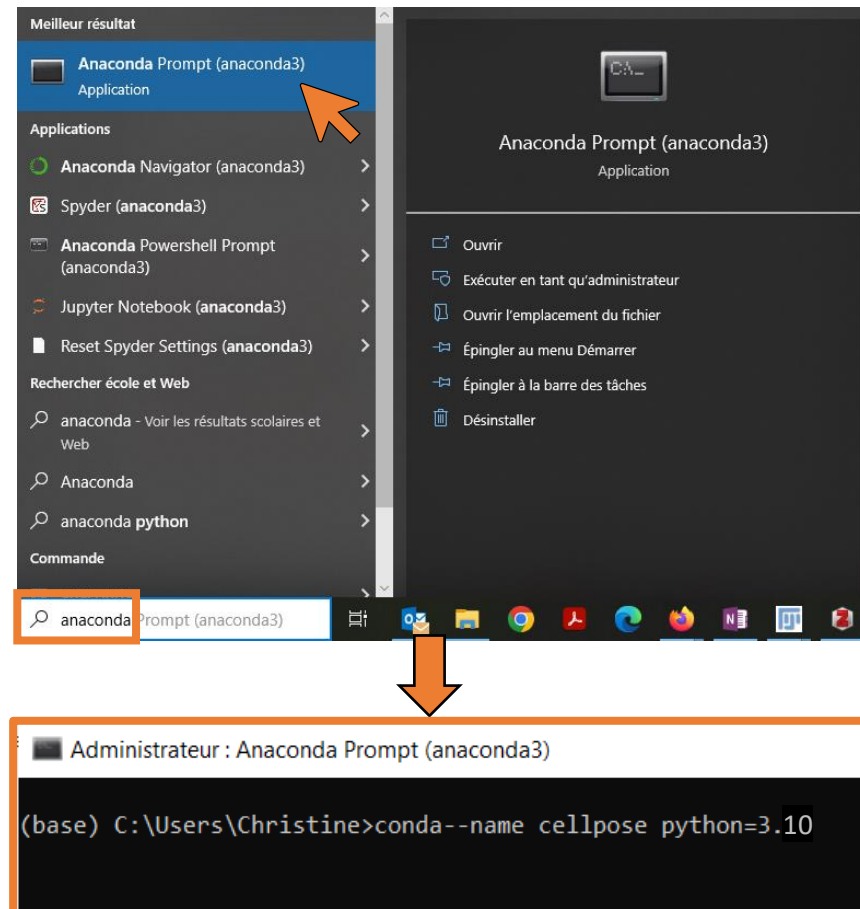 Meilleur résultat
Anaconda Prompt (anaconda3)
Application
Applications
Anaconda Navigator (anaconda3)
Spyder (anaconda3)
Anaconda Powershell Prompt
(anaconda3)
Jupyter Notebook (anaconda3)
Reset Spyder Settings (anaconda3)
Rechercher école et Web
anaconda - Voir les résultats scolaires et
Web
Anaconda
anaconda python
Commande
anaconda Prompt (anaconda3)
C:\_
Anaconda Prompt (anaconda3)
Application
Ouvrir
Exécuter en tant qu'administrateur
Ouvrir l'emplacement du fichier
Épingler au menu Démarrer
Épingler à la barre des tâches
Désinstaller
Administrateur : Anaconda Prompt (anaconda3)
(base) C:\Users\Christine>conda--name cellpose python=3.10